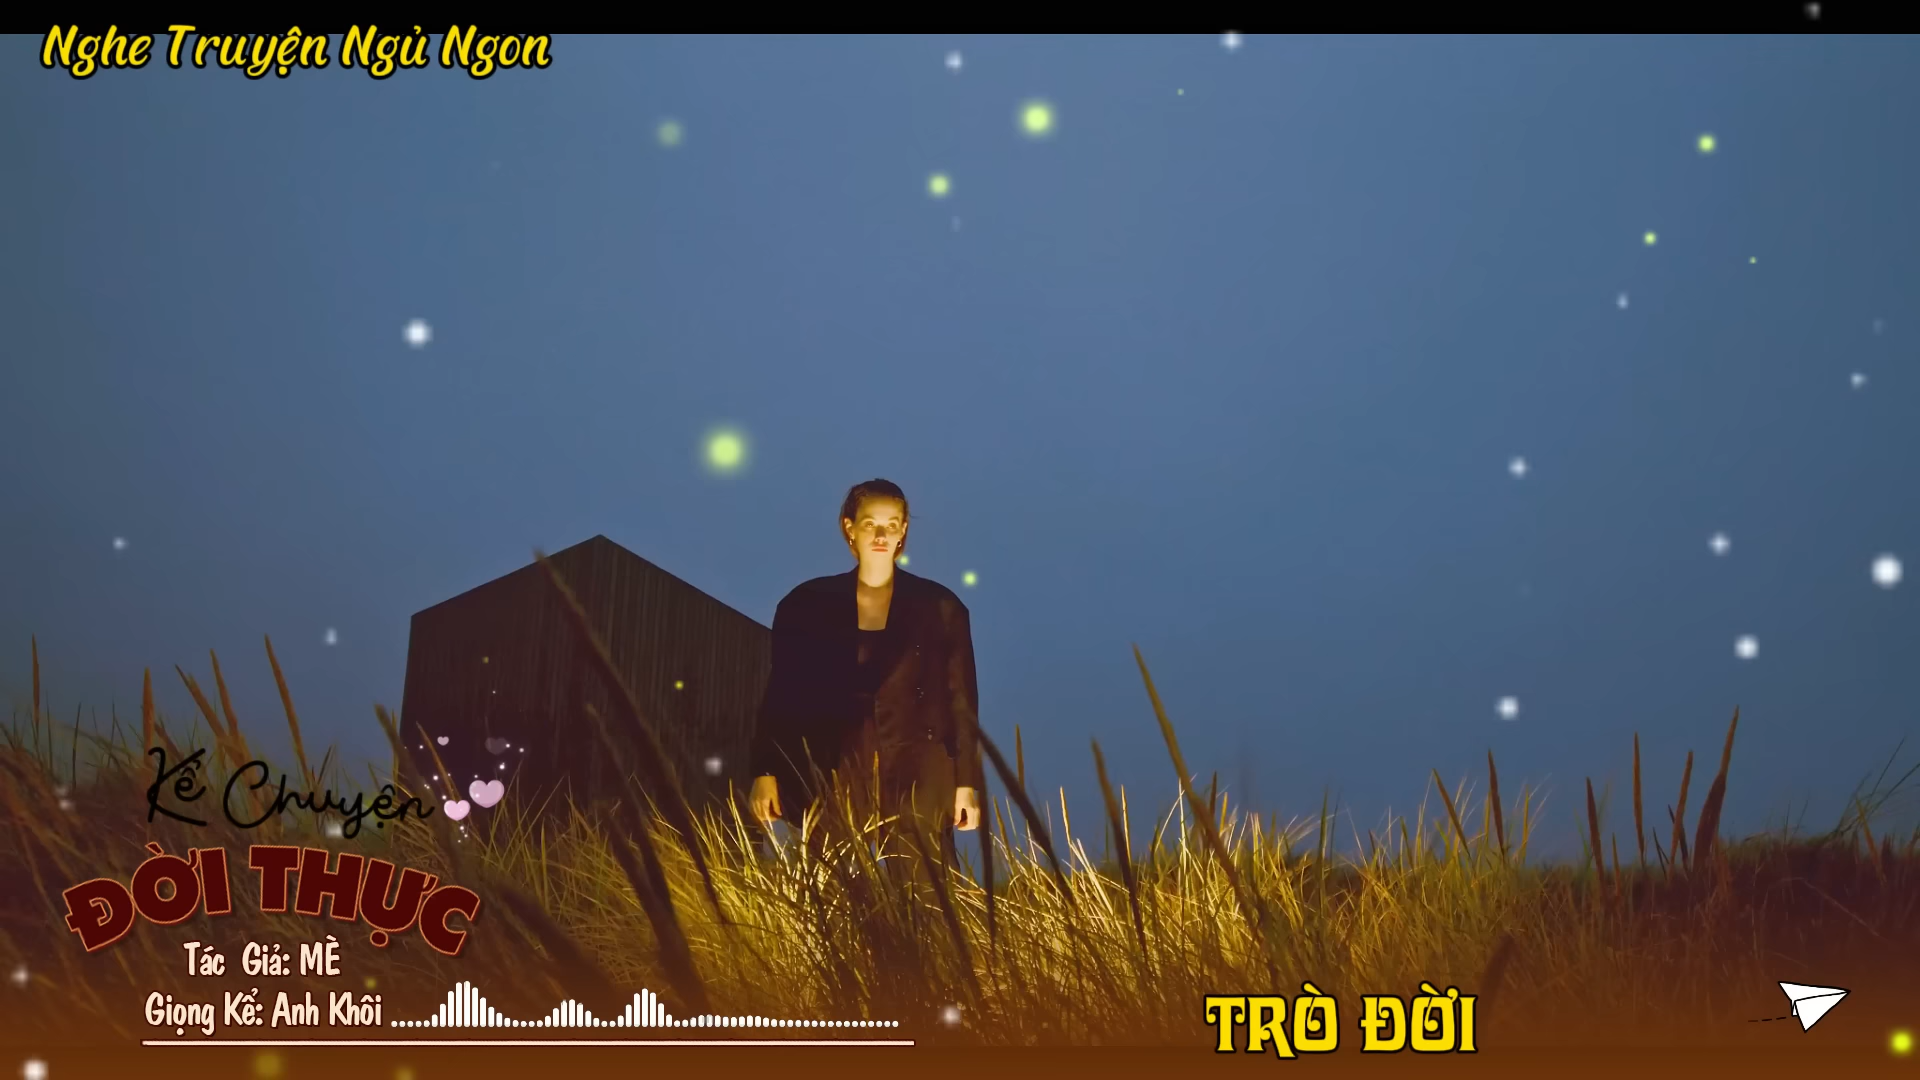 Nghe Truyện Ngủ Ngon
Kể Chuyện
ĐỜI THỰC
Tác Giả: MÈ
Giọng Kể: Anh Khôi
TRÒ ĐỜI